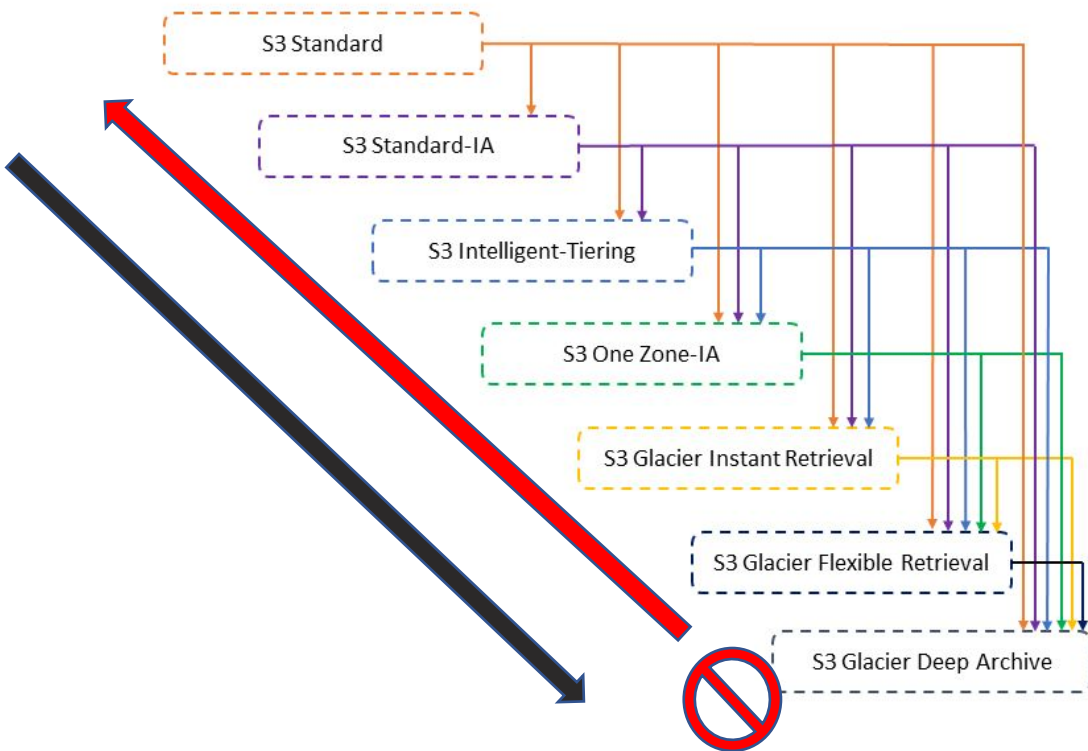 S3 Standard
S3 Standard-IA
S3 Intelligent-Tiering
S3 One Zone-IA
S3 Glacier Instant Retrieval
S3 Glacier Flexible Retrieval
S3 Glacier Deep Archive